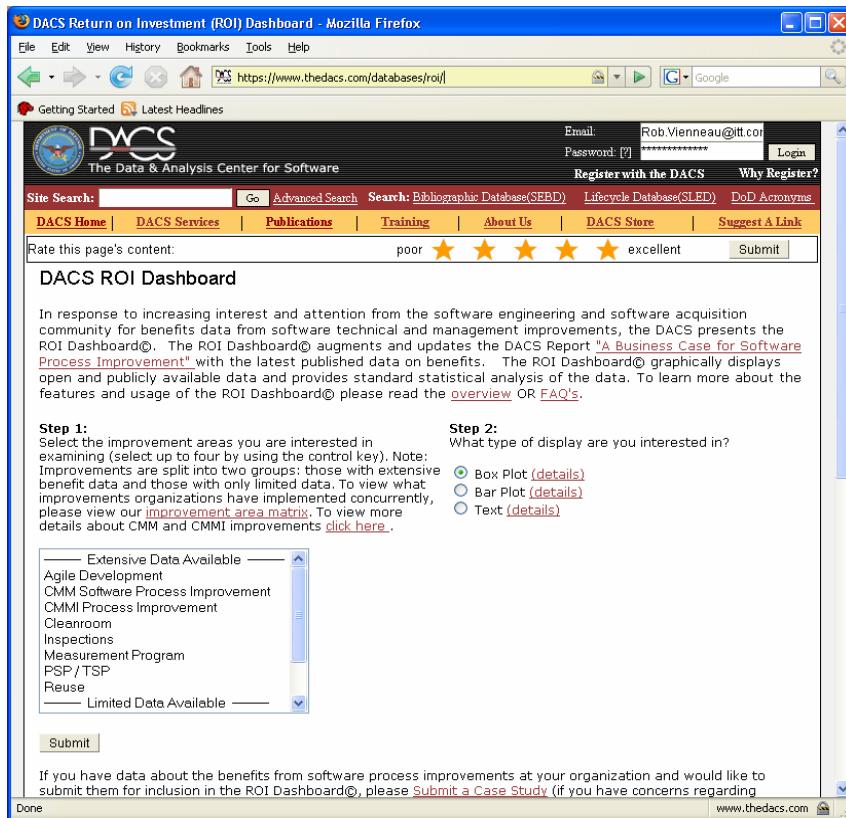 DACS Return on Investment (ROI) Dashboard - Mozilla Firefox
File Edit View History Bookmarks Tools Help
https://www.thedacs.com/databases/roi/
Google
Getting Started Latest Headlines
DACS
The Data & Analysis Center for Software
Email: Rob.Vienneau@itt.cor
Password: [?] ************* Login
Register with the DACS Why Register?
Site Search: Go Advanced Search Search: Bibliographic Database(SEBD) Lifecycle Database(SLED) DoD Acronyms
DACS Home | DACS Services | Publications | Training | About Us | DACS Store | Suggest A Link
Rate this page's content: poor excellent Submit
DACS ROI Dashboard
In response to increasing interest and attention from the software engineering and software acquisition
community for benefits data from software technical and management improvements, the DACS presents the
ROI Dashboard©. The ROI Dashboard© augments and updates the DACS Report "A Business Case for Software
Process Improvement" with the latest published data on benefits. The ROI Dashboard© graphically displays
open and publicly available data and provides standard statistical analysis of the data. To learn more about the
features and usage of the ROI Dashboard© please read the overview OR FAQ's.
Step 1:
Select the improvement areas you are interested in
examining (select up to four by using the control key). Note:
Improvements are split into two groups: those with extensive
benefit data and those with only limited data. To view what
improvements organizations have implemented concurrently,
please view our improvement area matrix. To view more
details about CMM and CMMI improvements click here .
Step 2:
What type of display are you interested in?
Box Plot (details)
Bar Plot (details)
Text (details)
—— Extensive Data Available ——
Agile Development
CMM Software Process Improvement
CMMI Process Improvement
Cleanroom
Inspections
Measurement Program
PSP / TSP
Reuse
—— Limited Data Available ——
Submit
If you have data about the benefits from software process improvements at your organization and would like to
submit them for inclusion in the ROI Dashboard©, please Submit a Case Study (if you have concerns regarding
Done www.thedacs.com